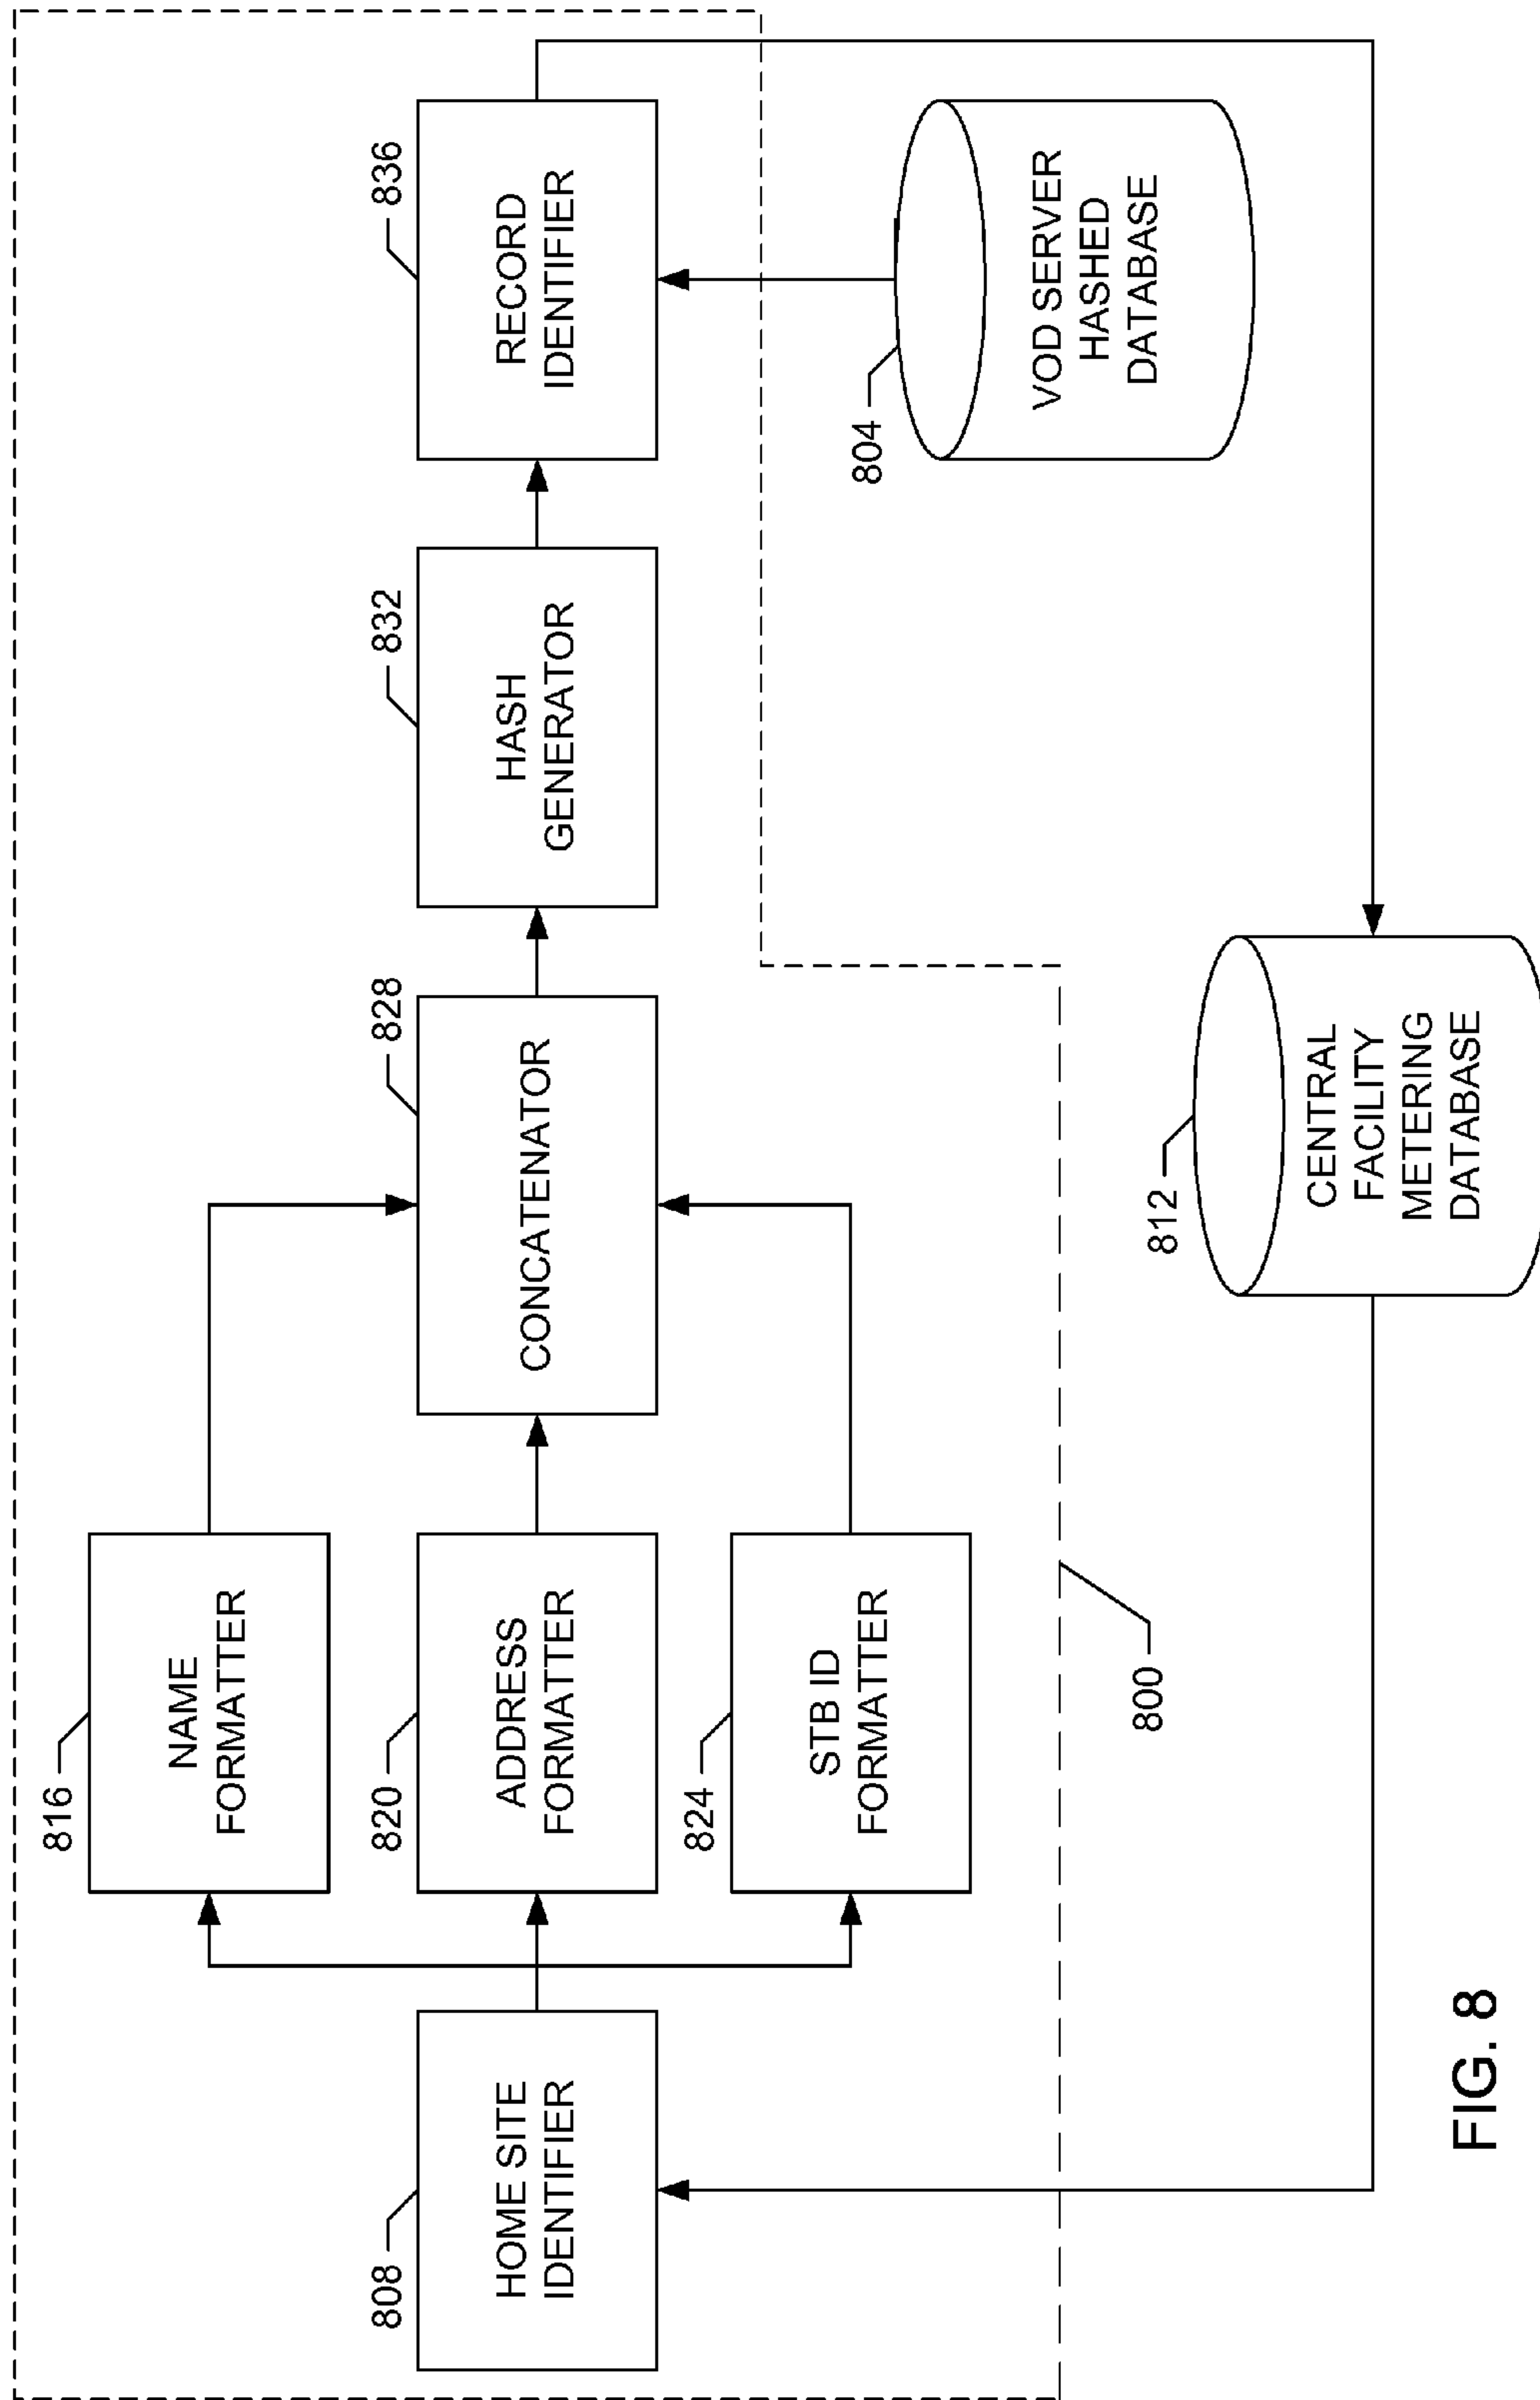 816
NAME
FORMATTER
808
HOME SITE
IDENTIFIER
820
ADDRESS
FORMATTER
828
CONCATENATOR
832
HASH
GENERATOR
836
RECORD
IDENTIFIER
824
STB ID
FORMATTER
804
VOD SERVER
HASHED
DATABASE
800
812
CENTRAL
FACILITY
METERING
DATABASE
FIG. 8